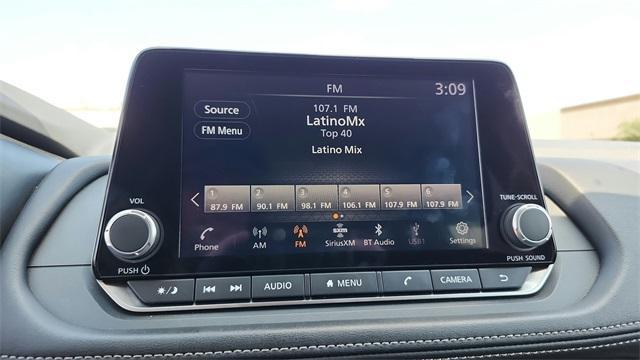 FM
3:09
Source
107.1 FM
LatinoMx
Top 40
FM Menu
Latino Mix
1 2 3 4 5 6
87.9 FM 90.1 FM 98.1 FM 106.1 FM 107.9 FM 107.9 FM
VOL
TUNE·SCROLL
Phone AM FM SiriusXM BT Audio USB1 Settings
PUSH
PUSH SOUND
AUDIO MENU CAMERA